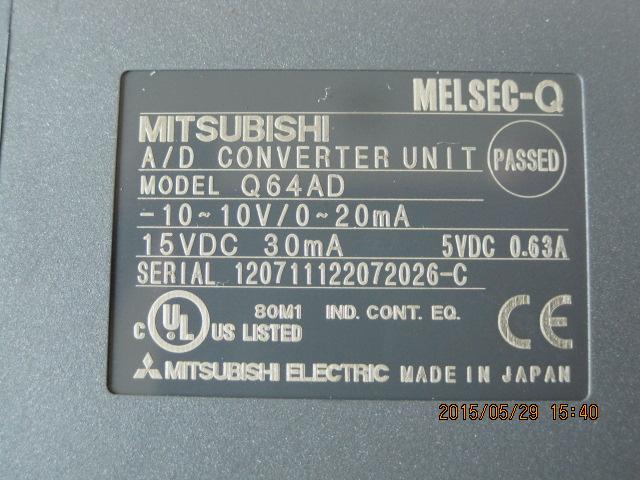 MELSEC-Q
MITSUBISHI
A/D CONVERTER UNIT
PASSED
MODEL Q64AD
-10~10V/0~20mA
15VDC 30mA 5VDC 0.63A
SERIAL 120711122072026-C
C UL US LISTED 80M1 IND. CONT. EQ. CE
MITSUBISHI ELECTRIC MADE IN JAPAN
2015/05/29 15:40